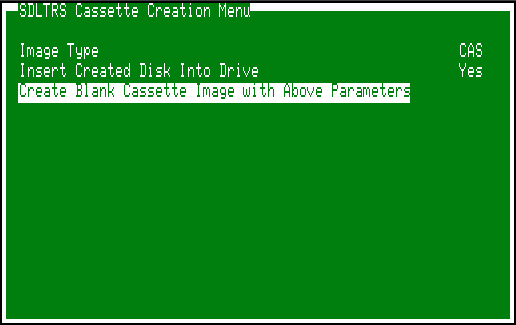 SDLTRS Cassette Creation Menu
Image Type CAS
Insert Created Disk Into Drive Yes
Create Blank Cassette Image with Above Parameters